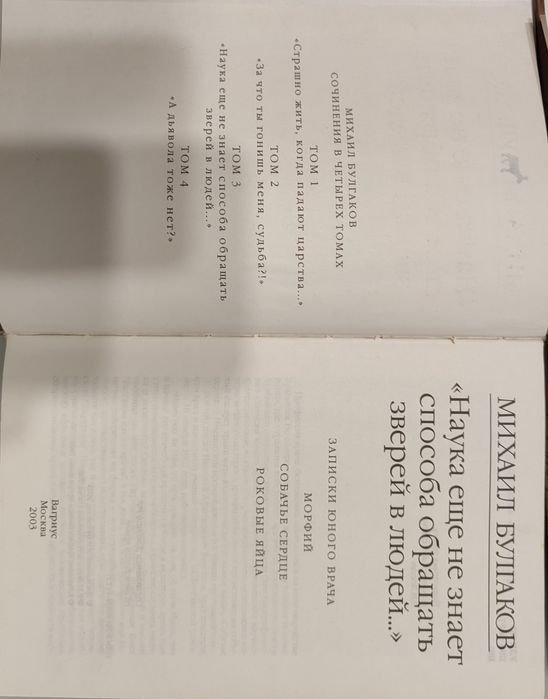 МИХАИЛ БУЛГАКОВ
СОЧИНЕНИЯ В ЧЕТЫРЕХ ТОМАХ
ТОМ 1
«Страшно жить, когда падают царства...»
ТОМ 2
«За что ты гонишь меня, судьба?!»
ТОМ 3
«Наука еще не знает способа обращать
зверей в людей...»
ТОМ 4
«А дьявола тоже нет?»
МИХАИЛ БУЛГАКОВ
«Наука еще не знает
способа обращать
зверей в людей...»
ЗАПИСКИ ЮНОГО ВРАЧА
МОРФИЙ
СОБАЧЬЕ СЕРДЦЕ
РОКОВЫЕ ЯЙЦА
Вагриус
Москва
2003